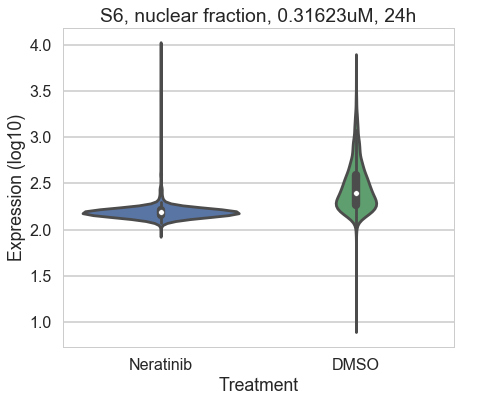 S6, nuclear fraction, 0.31623uM, 24h
Expression (log10)
4.0
3.5
3.0
2.5
2.0
1.5
1.0
Neratinib DMSO
Treatment